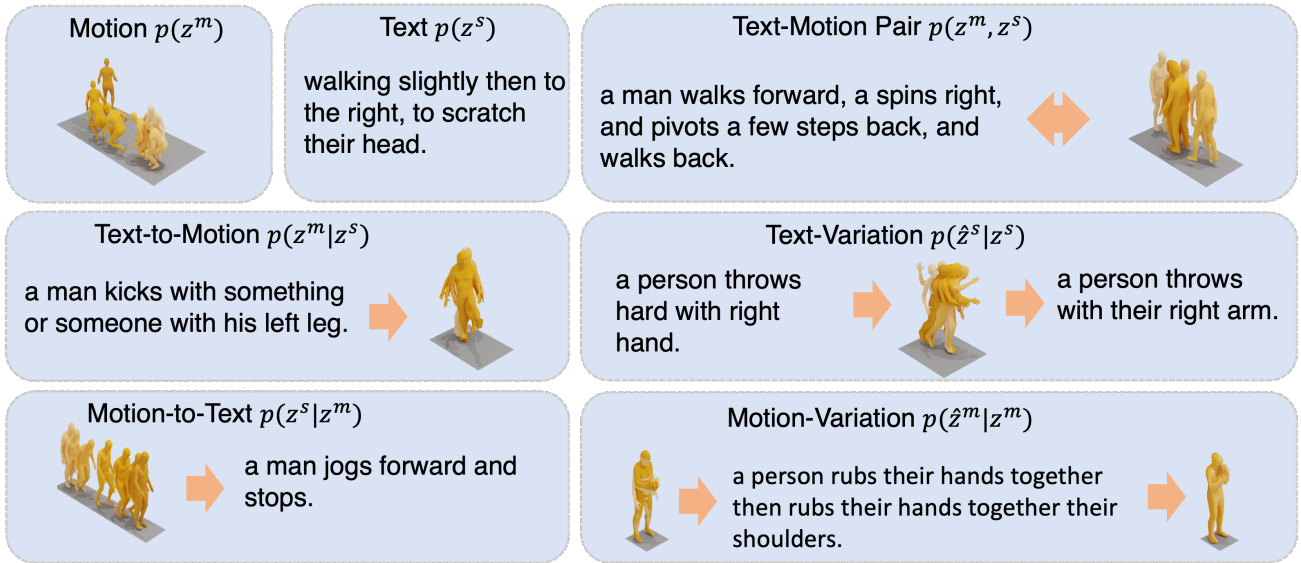 Motion p(z^m)
walking slightly then to
the right, to scratch
their head.
Text p(z^s)
Text-Motion Pair p(z^m, z^s)
a man walks forward, a spins right,
and pivots a few steps back, and
walks back.
Text-to-Motion p(z^m|z^s)
a man kicks with something
or someone with his left leg.
Text-Variation p(ẑ^s|z^s)
a person throws
hard with right
hand.
a person throws
with their right arm.
Motion-to-Text p(z^s|z^m)
a man jogs forward and
stops.
Motion-Variation p(ẑ^m|z^m)
a person rubs their hands together
then rubs their hands together their
shoulders.